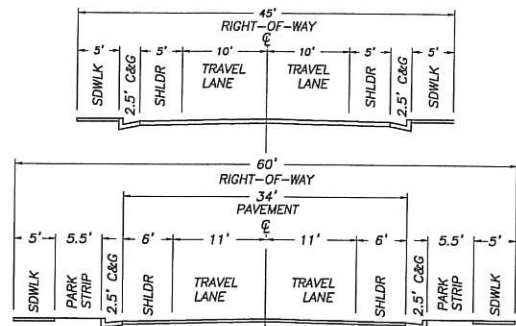 45'
RIGHT-OF-WAY
℄
5' 5' 10' 10' 5' 5'
SDWLK 2.5' C&G SHLDR TRAVEL LANE TRAVEL LANE SHLDR 2.5' C&G SDWLK
60'
RIGHT-OF-WAY
34'
PAVEMENT
℄
5' 5.5' 6' 11' 11' 6' 5.5' 5'
SDWLK PARK STRIP 2.5' C&G SHLDR TRAVEL LANE TRAVEL LANE SHLDR 2.5' C&G PARK STRIP SDWLK